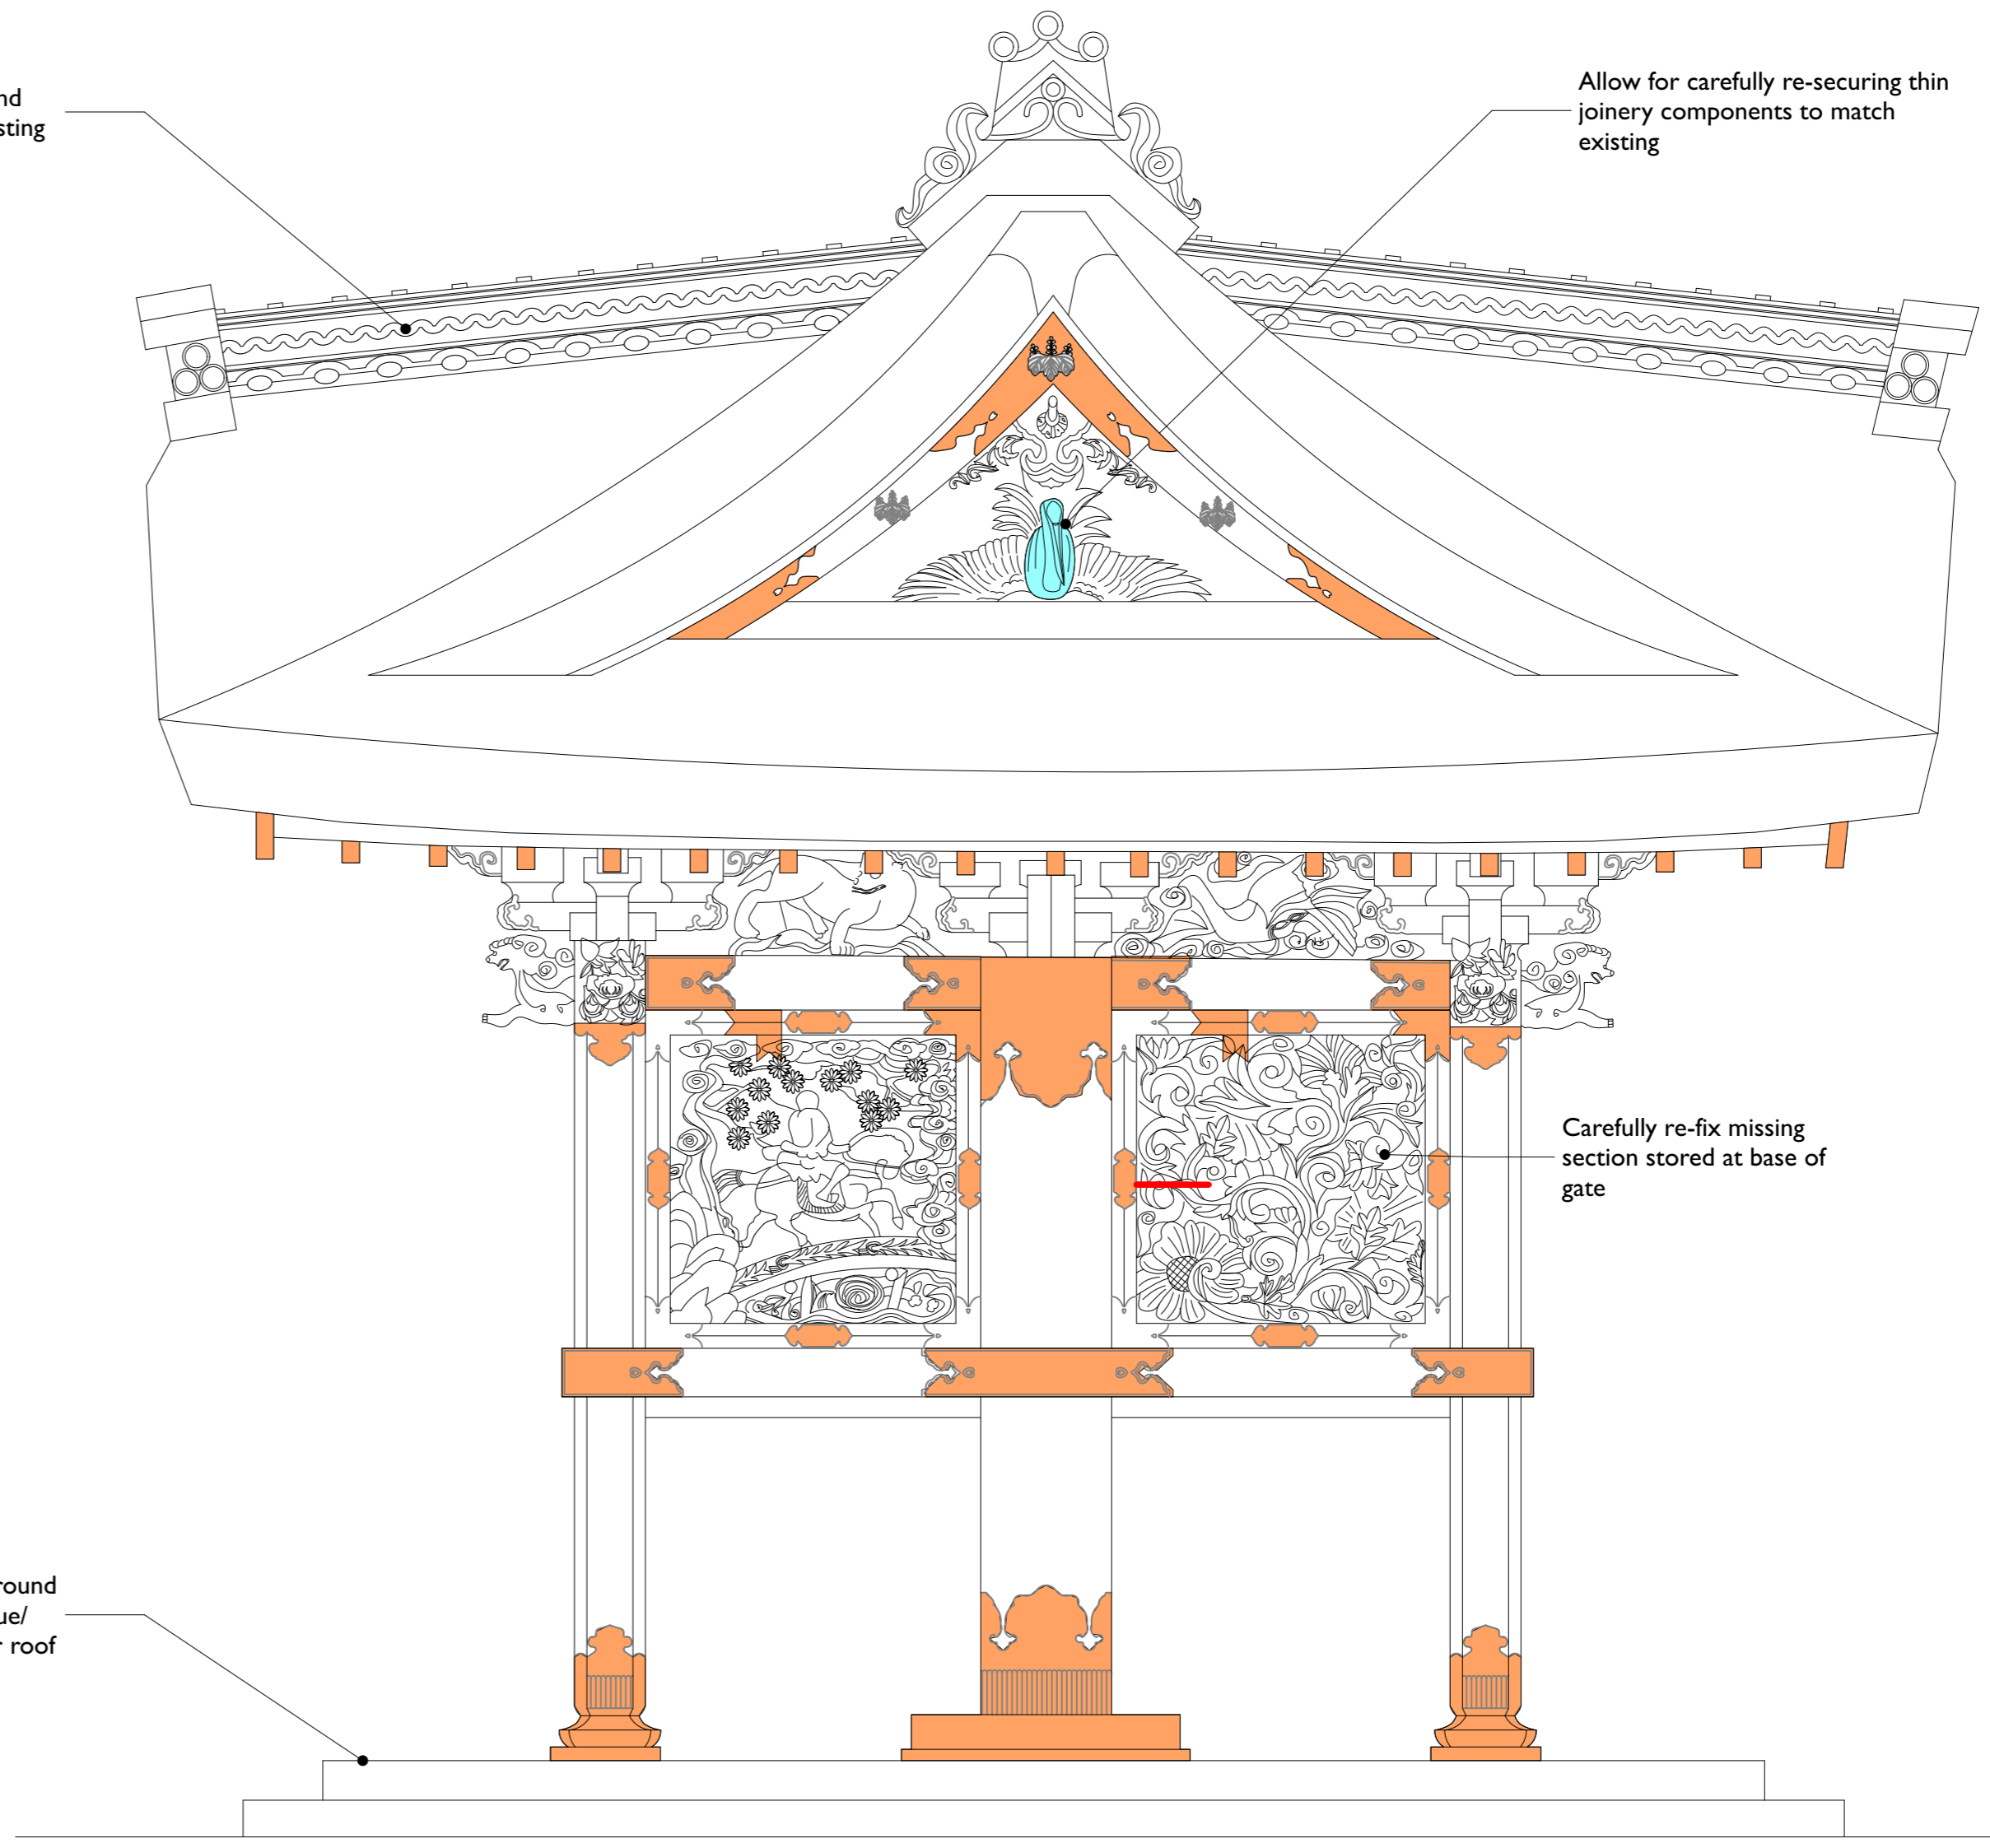 nd
sting
Allow for carefully re-securing thin
joinery components to match
existing
Carefully re-fix missing
section stored at base of
gate
round
ue/
r roof